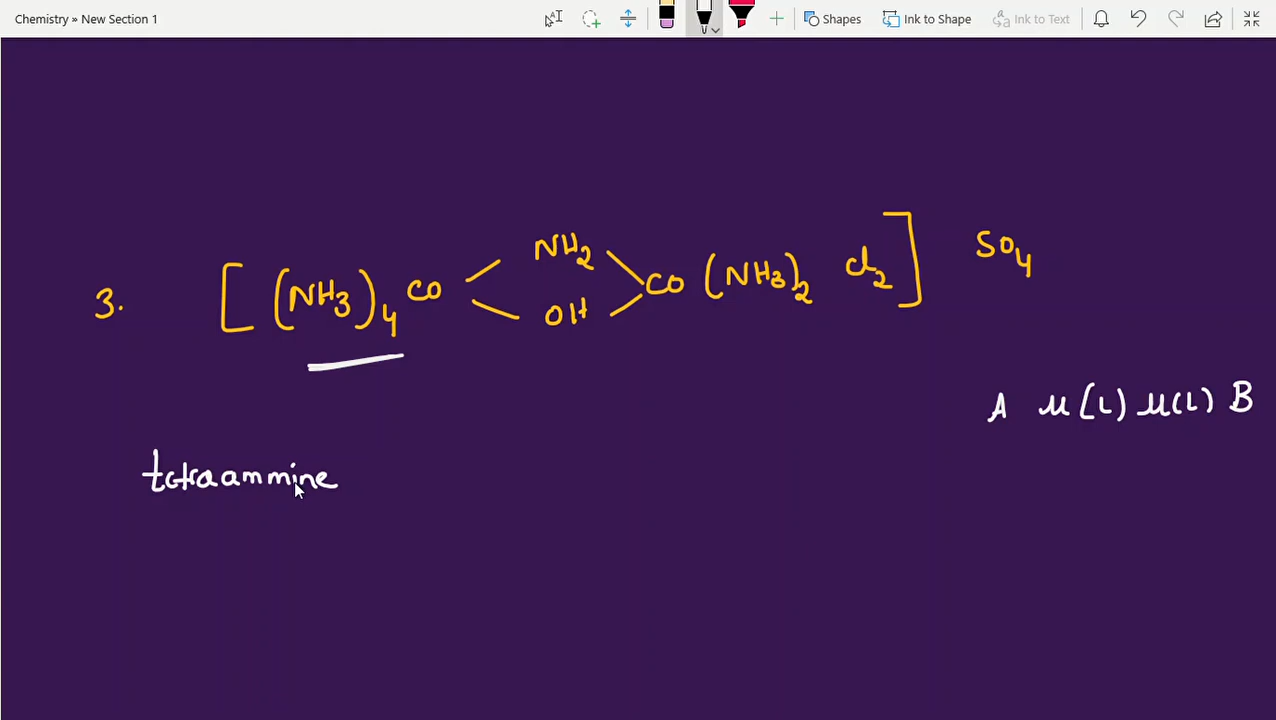 Chemistry » New Section 1
Shapes
Ink to Shape
Ink to Text
3. [(NH3)4 CO < NH2 OH > CO (NH3)2 Cl2] SO4
A μ(L) μ(L) B
tetraammine